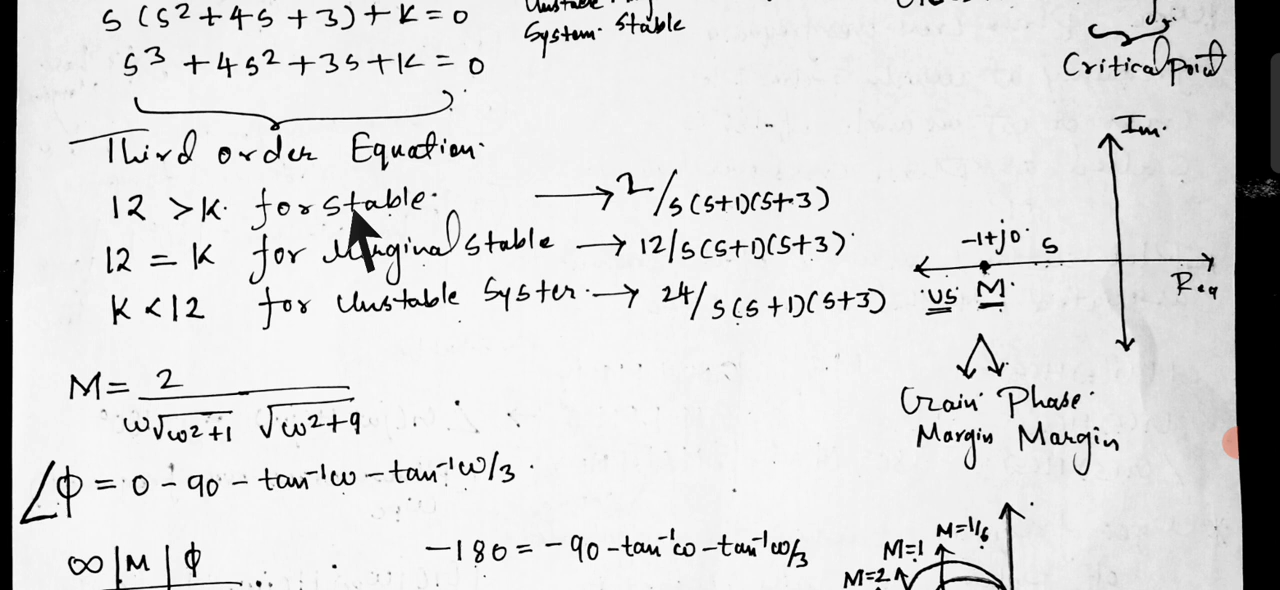 s (s² + 4s + 3) + K = 0
System stable
s³ + 4s² + 3s + K = 0
Critical point
Third order Equation.
Im.
12 > K. for stable. → 2/s(s+1)(s+3)
12 = K for Marginal stable → 12/s(s+1)(s+3)
-1+j0 s
K < 12 for Unstable System. → 24/s(s+1)(s+3)
US M.
M = 2 / ω√ω²+1 √ω²+9
Gain Phase
Margin Margin
∠ϕ = 0 - 90 - tan⁻¹ω - tan⁻¹ω/3.
∞ | M | ϕ
-180 = -90 - tan⁻¹ω - tan⁻¹ω/3
M=1/6
M=1
M=2